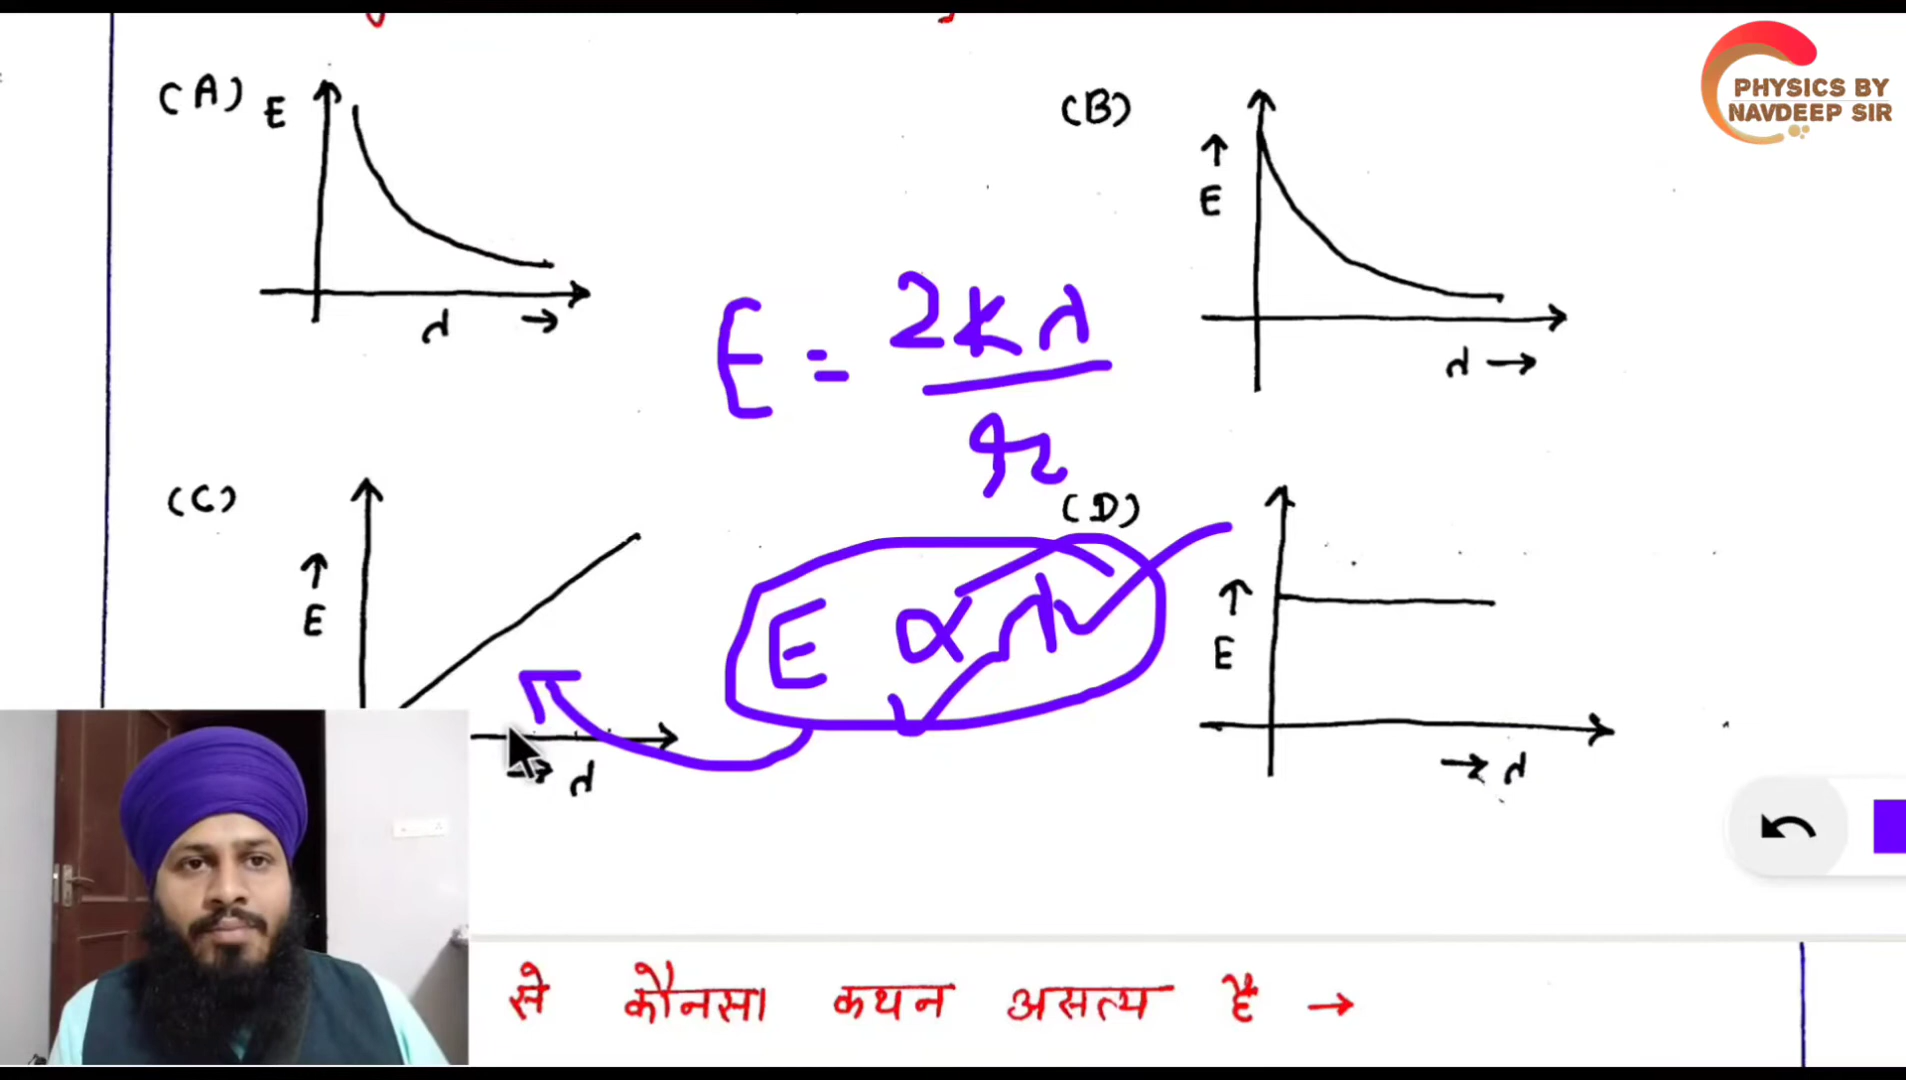 PHYSICS BY
NAVDEEP SIR
(A) E
λ →
(B)
↑
E
λ →
E = 2kλ
r
(C)
↑
E
→ λ
E ∝ λ
(D)
↑
E
→ λ
से कौनसा कथन असत्य है →